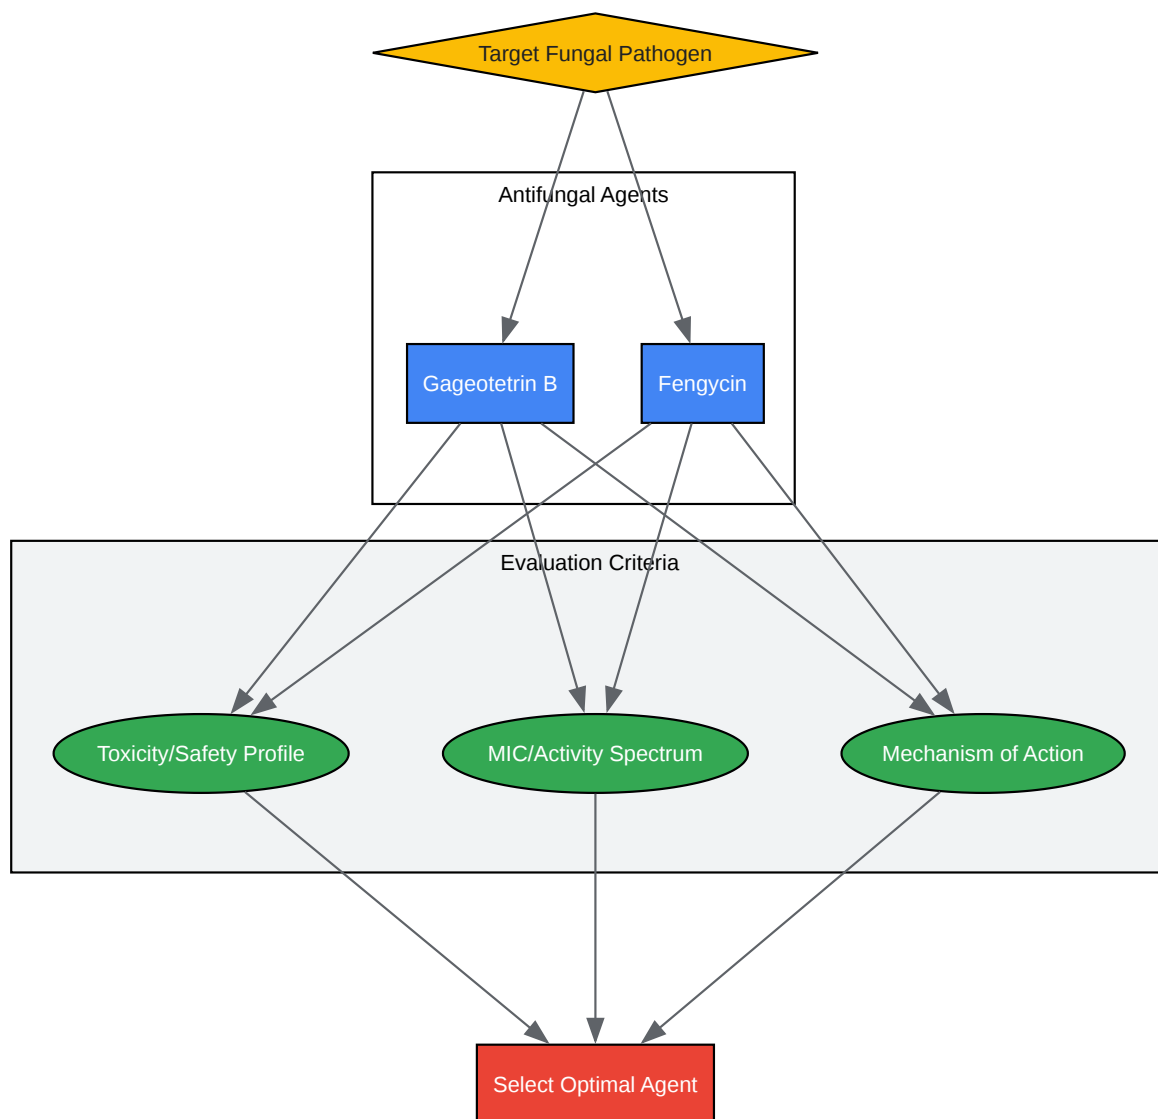 Target Fungal Pathogen
Antifungal Agents
Gageotetrin B
Fengycin
Evaluation Criteria
Toxicity/Safety Profile
MIC/Activity Spectrum
Mechanism of Action
Select Optimal Agent